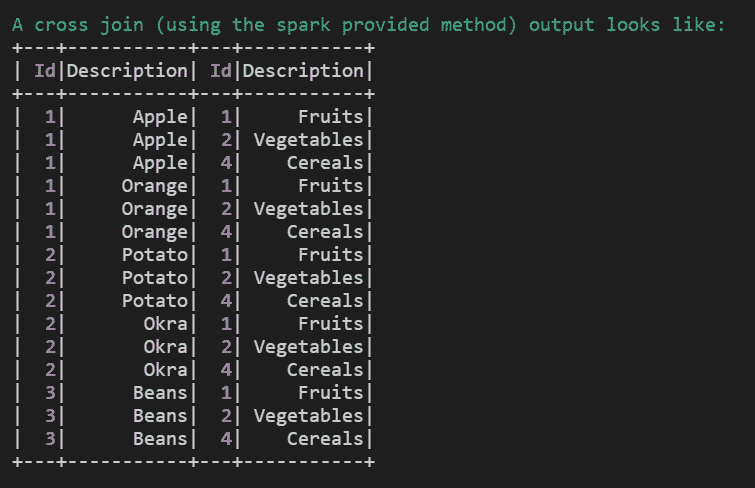 A cross join (using the spark provided method) output looks like:
+---+-----------+---+-----------+
| Id|Description| Id|Description|
+---+-----------+---+-----------+
|  1|      Apple|  1|     Fruits|
|  1|      Apple|  2| Vegetables|
|  1|      Apple|  4|    Cereals|
|  1|     Orange|  1|     Fruits|
|  1|     Orange|  2| Vegetables|
|  1|     Orange|  4|    Cereals|
|  2|     Potato|  1|     Fruits|
|  2|     Potato|  2| Vegetables|
|  2|     Potato|  4|    Cereals|
|  2|       Okra|  1|     Fruits|
|  2|       Okra|  2| Vegetables|
|  2|       Okra|  4|    Cereals|
|  3|      Beans|  1|     Fruits|
|  3|      Beans|  2| Vegetables|
|  3|      Beans|  4|    Cereals|
+---+-----------+---+-----------+